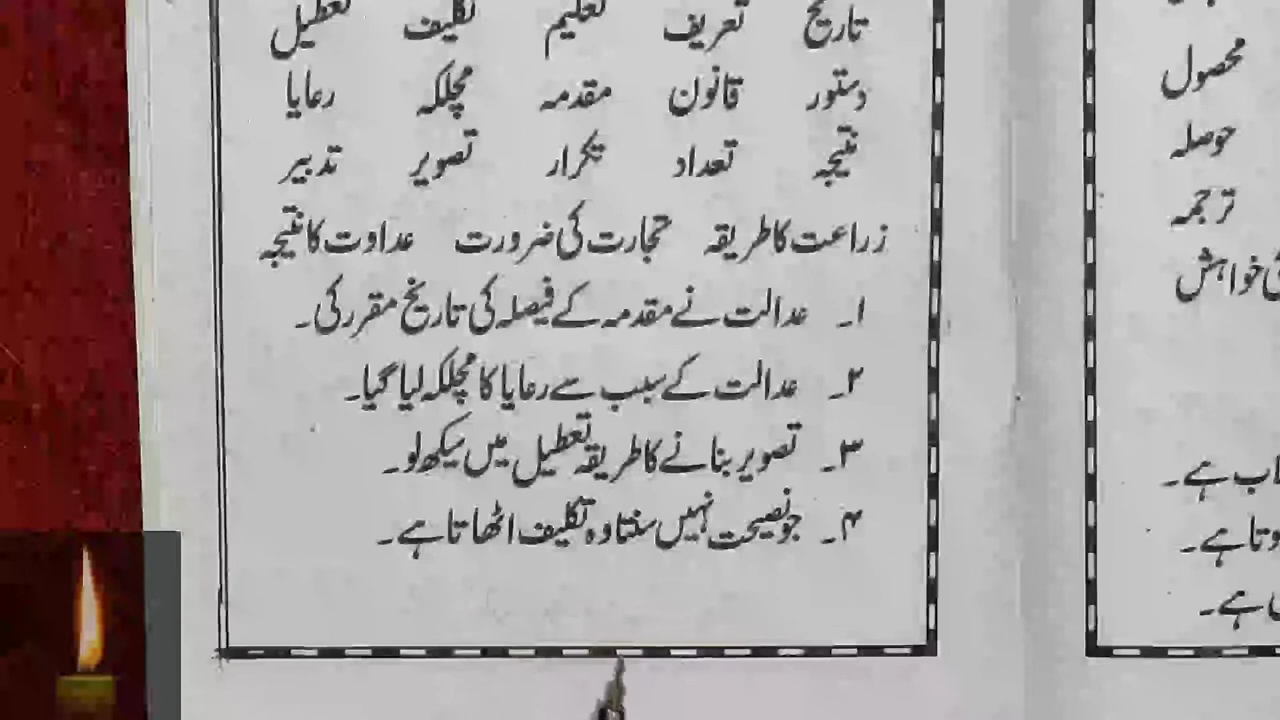 تاریخ تعریف تعلیم تکلیف تعطیل
دستور قانون مقدمہ مچلکہ رعایا
نتیجہ تعداد تکرار تصویر تدبیر
زراعت کا طریقہ تجارت کی ضرورت عداوت کا نتیجہ
۱۔ عدالت نے مقدمہ کے فیصلہ کی تاریخ مقرر کی۔
۲۔ عدالت کے سبب سے رعایا کا مچلکہ لیا گیا۔
۳۔ تصویر بنانے کا طریقہ تعطیل میں سیکھ لو۔
۴۔ جو نصیحت نہیں سنتا وہ تکلیف اٹھاتا ہے۔
محصول
حوصلہ
ترجمہ
خواہش
ہے۔
ہے۔
ہے۔